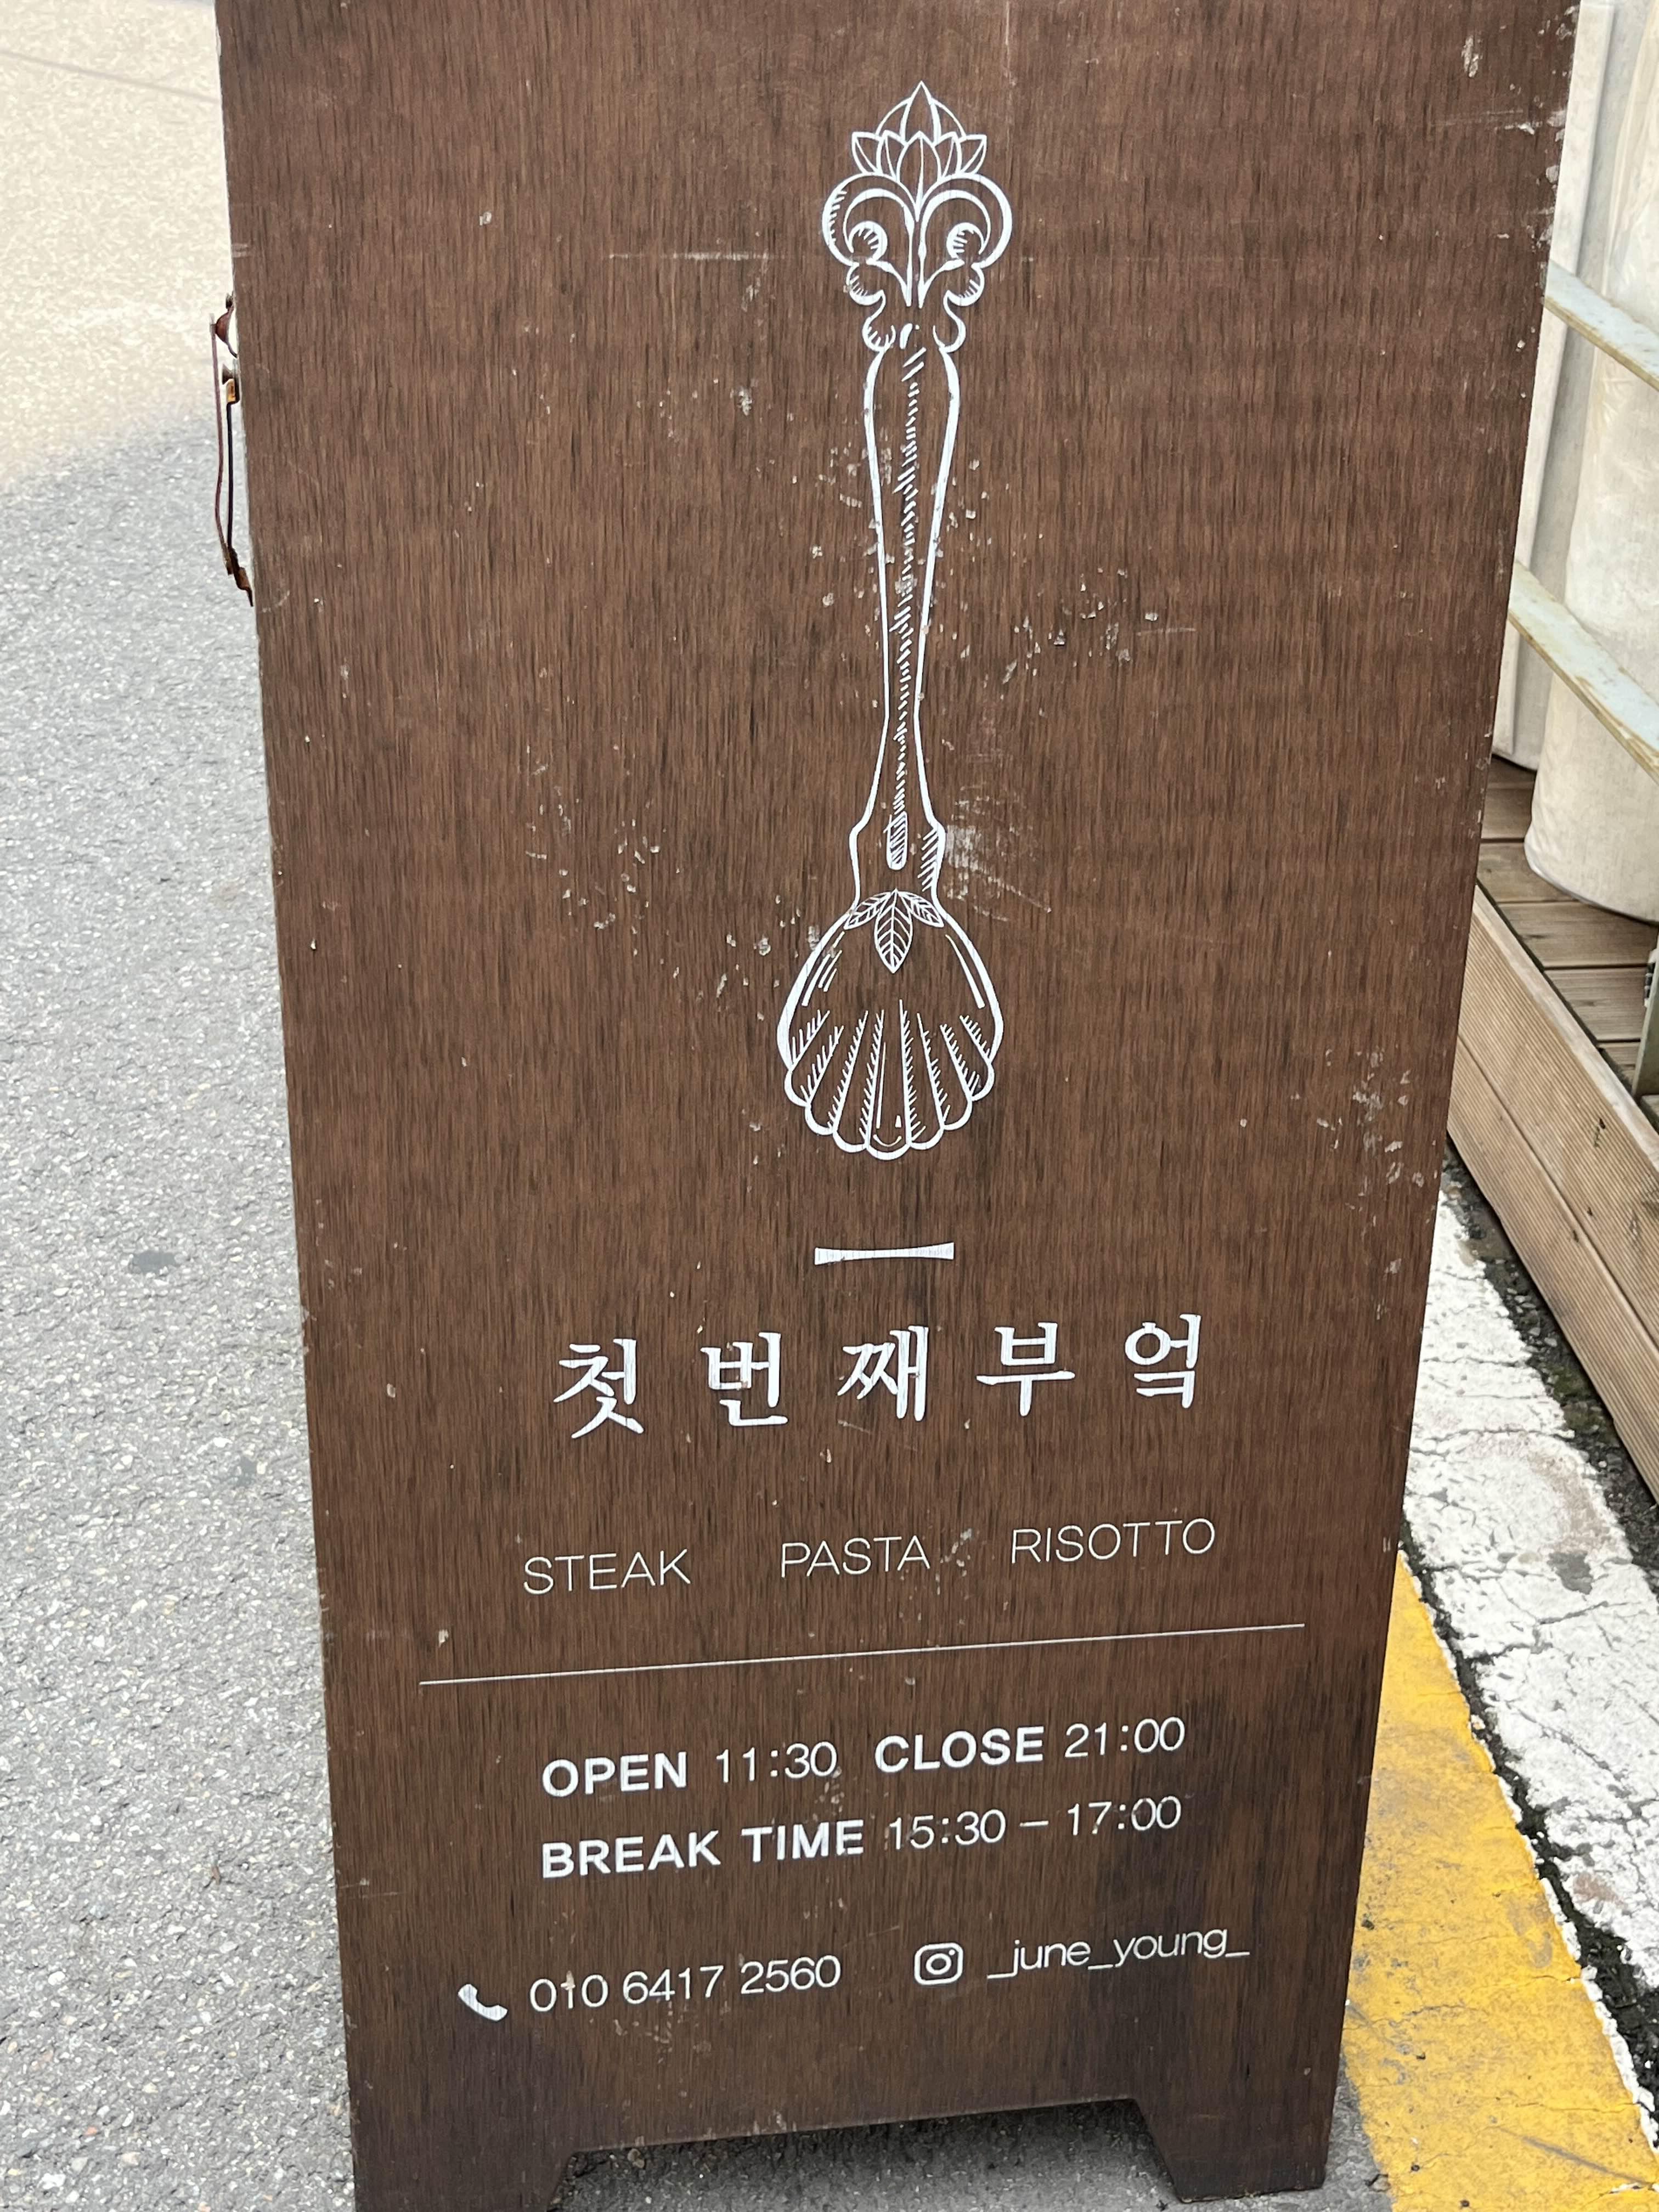 첫번째부엌
STEAK PASTA RISOTTO
OPEN 11:30 CLOSE 21:00
BREAK TIME 15:30 – 17:00
010 6417 2560 _june_young_